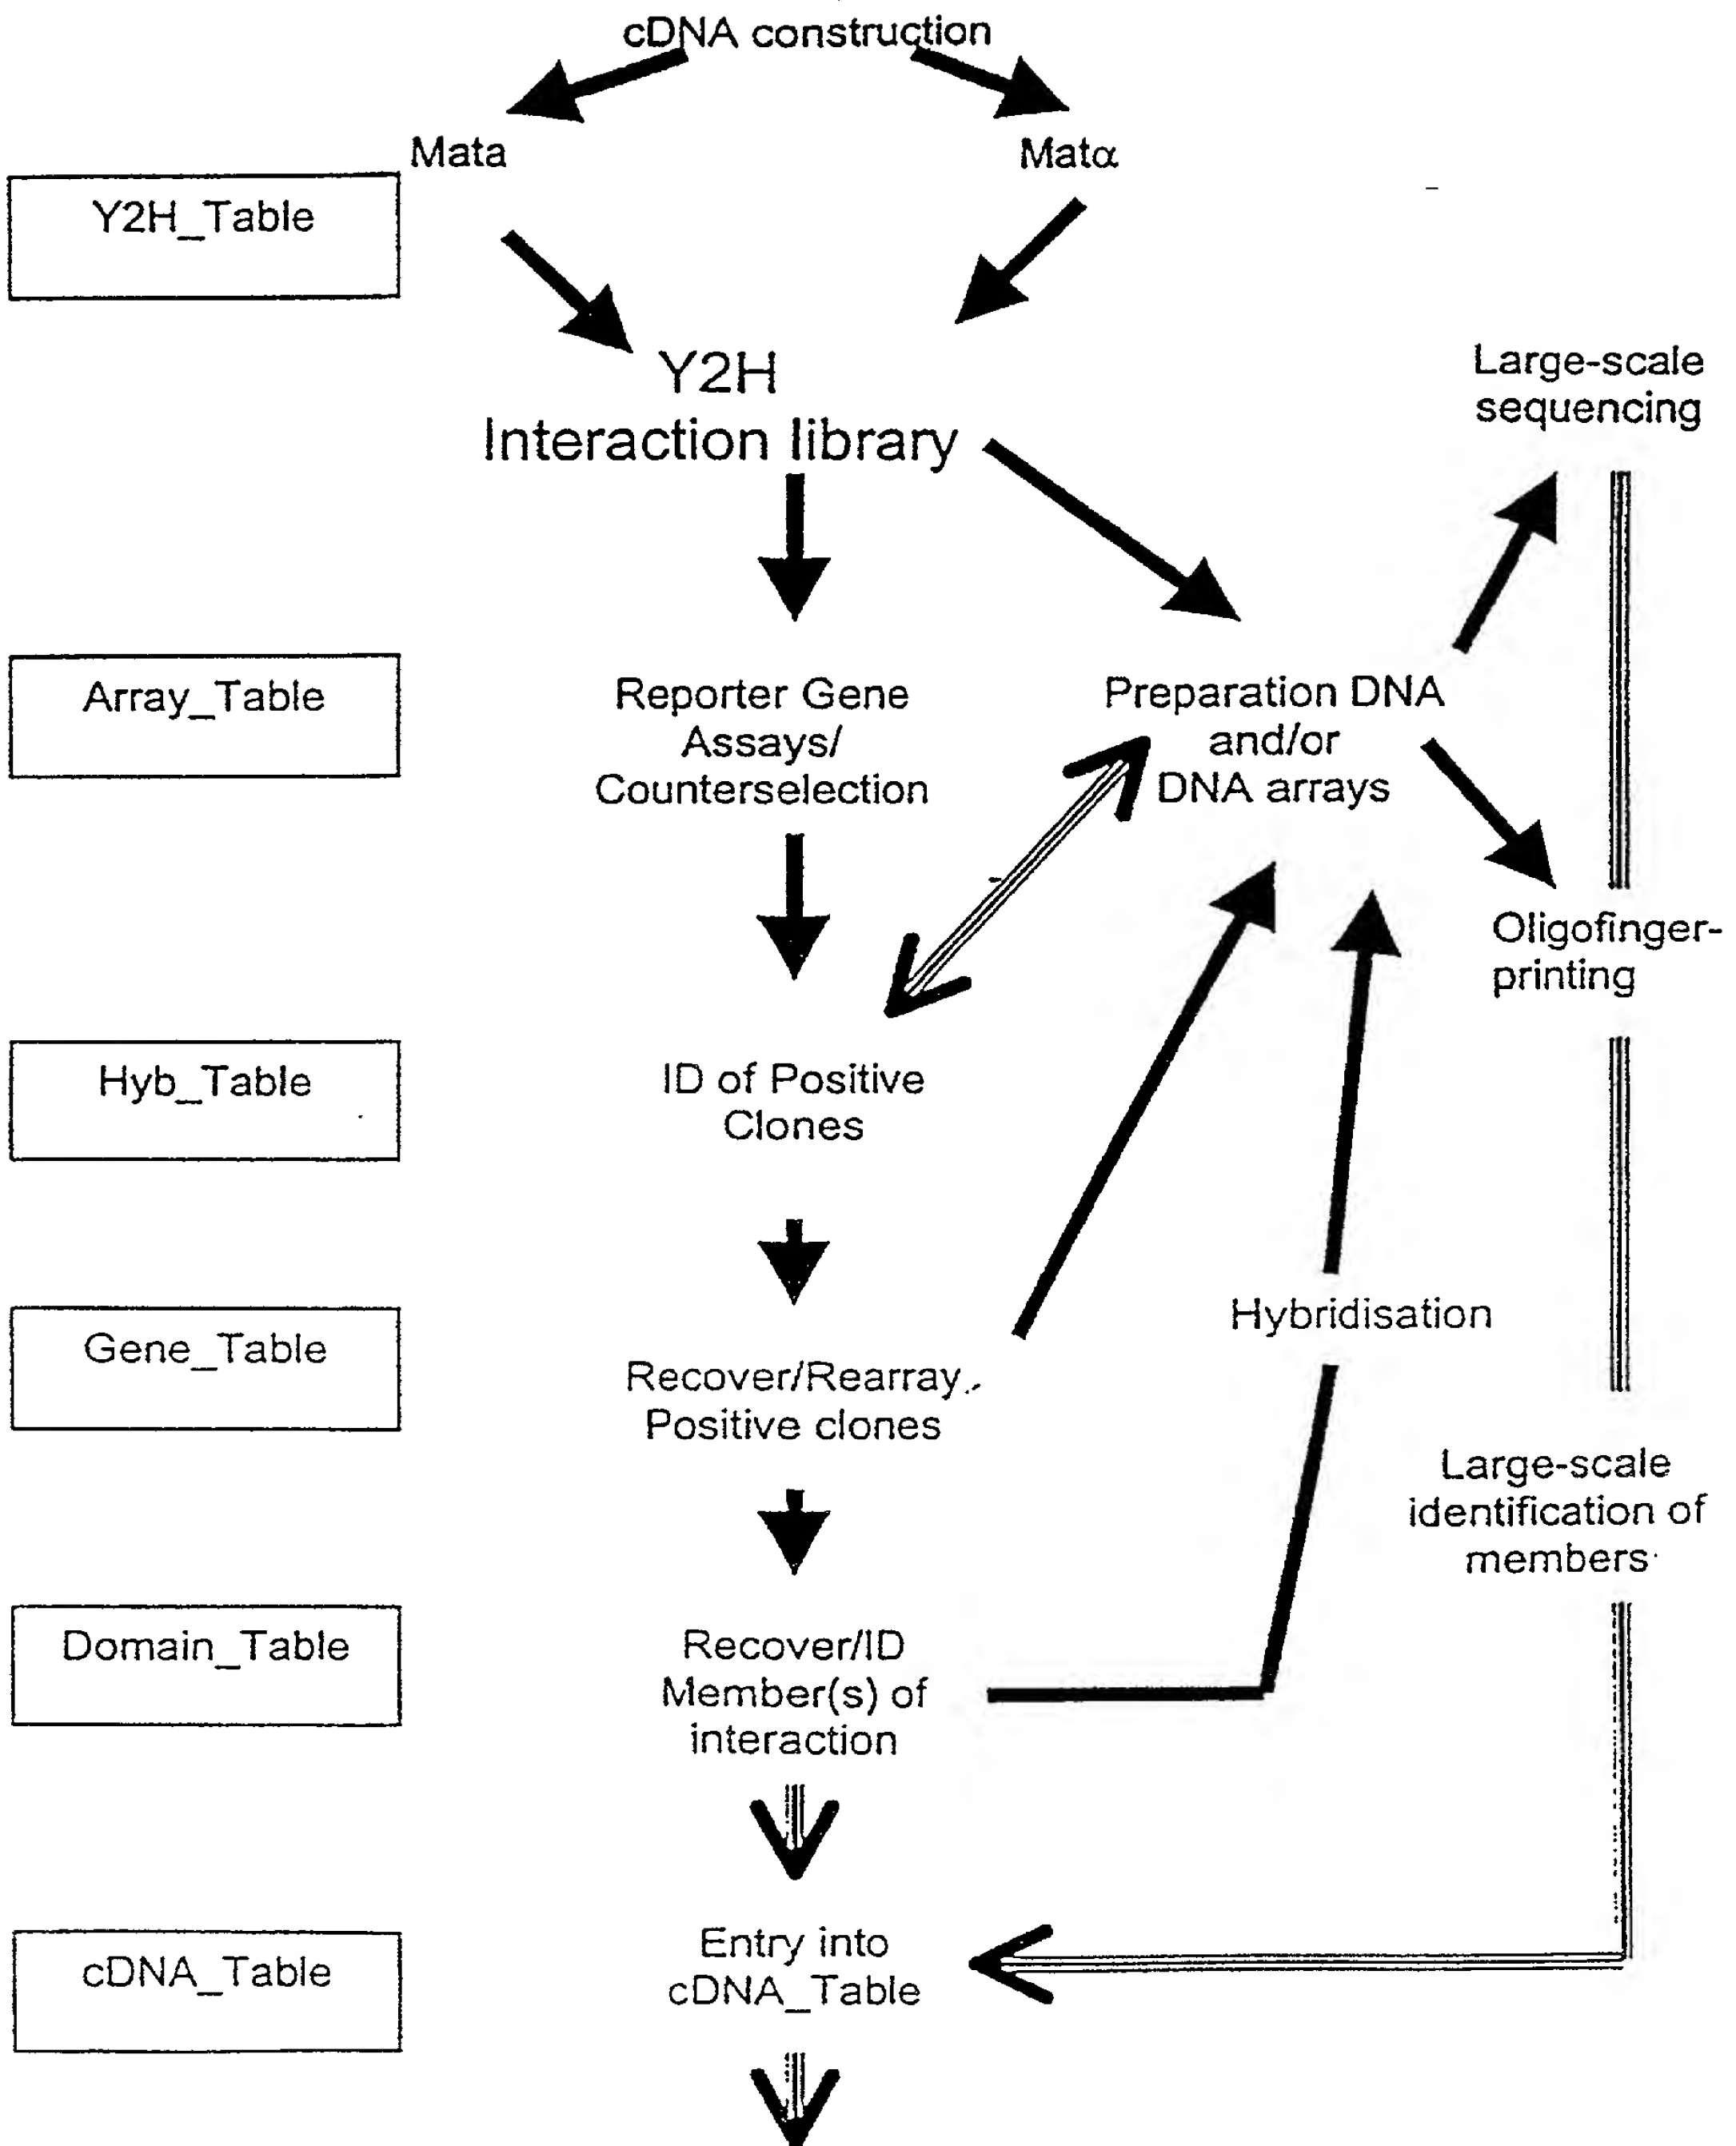 cDNA construction
Mata
Matα
Y2H_Table
Y2H
Interaction library
Large-scale
sequencing
Array_Table
Reporter Gene
Assays/
Counterselection
Preparation DNA
and/or
DNA arrays
Oligofinger-
printing
Hyb_Table
ID of Positive
Clones
Hybridisation
Gene_Table
Recover/Rearray
Positive clones
Large-scale
identification of
members
Domain_Table
Recover/ID
Member(s) of
interaction
cDNA_Table
Entry into
cDNA_Table